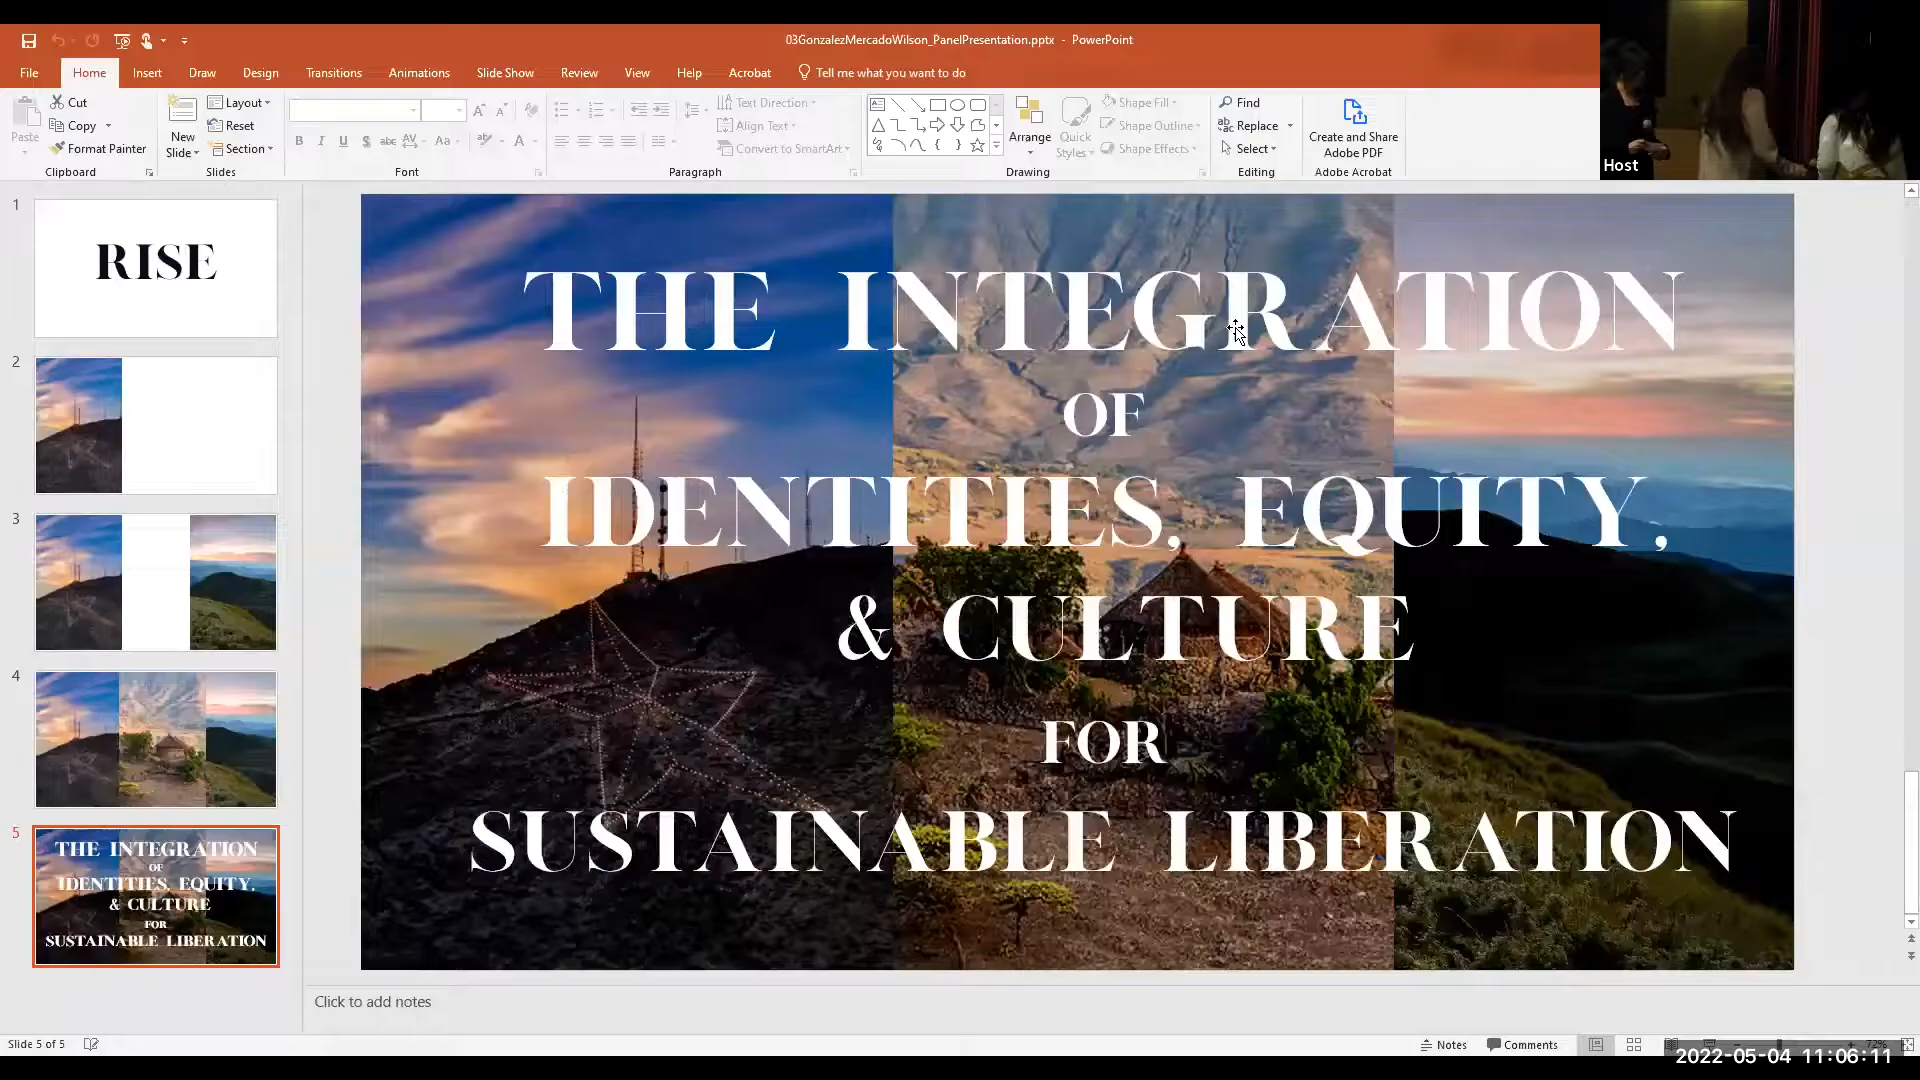 03GonzalezMercadoWilson_PanelPresentation.pptx - PowerPoint
File Home Insert Draw Design Transitions Animations Slide Show Review View Help Acrobat Tell me what you want to do
Cut
Copy
Format Painter
Paste
Clipboard
New Slide
Layout
Reset
Section
Slides
B I U S abc AV Aa A
Font
Text Direction
Align Text
Convert to SmartArt
Paragraph
Arrange
Quick Styles
Shape Fill
Shape Outline
Shape Effects
Drawing
Find
Replace
Select
Editing
Create and Share
Adobe PDF
Adobe Acrobat
Host
1
RISE
2
3
4
5
THE INTEGRATION
OF
IDENTITIES, EQUITY,
& CULTURE
FOR
SUSTAINABLE LIBERATION
THE INTEGRATION
OF
IDENTITIES, EQUITY,
& CULTURE
FOR
SUSTAINABLE LIBERATION
Click to add notes
Slide 5 of 5
Notes
Comments
72%
2022-05-04 11:06:11